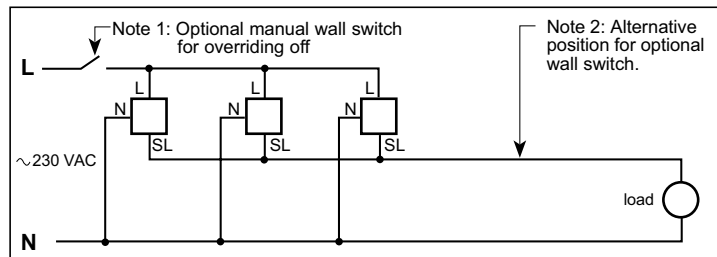 Note 1: Optional manual wall switch
for overriding off
Note 2: Alternative
position for optional
wall switch.
L
L
L
L
N
N
N
SL
SL
SL
~230 VAC
load
N